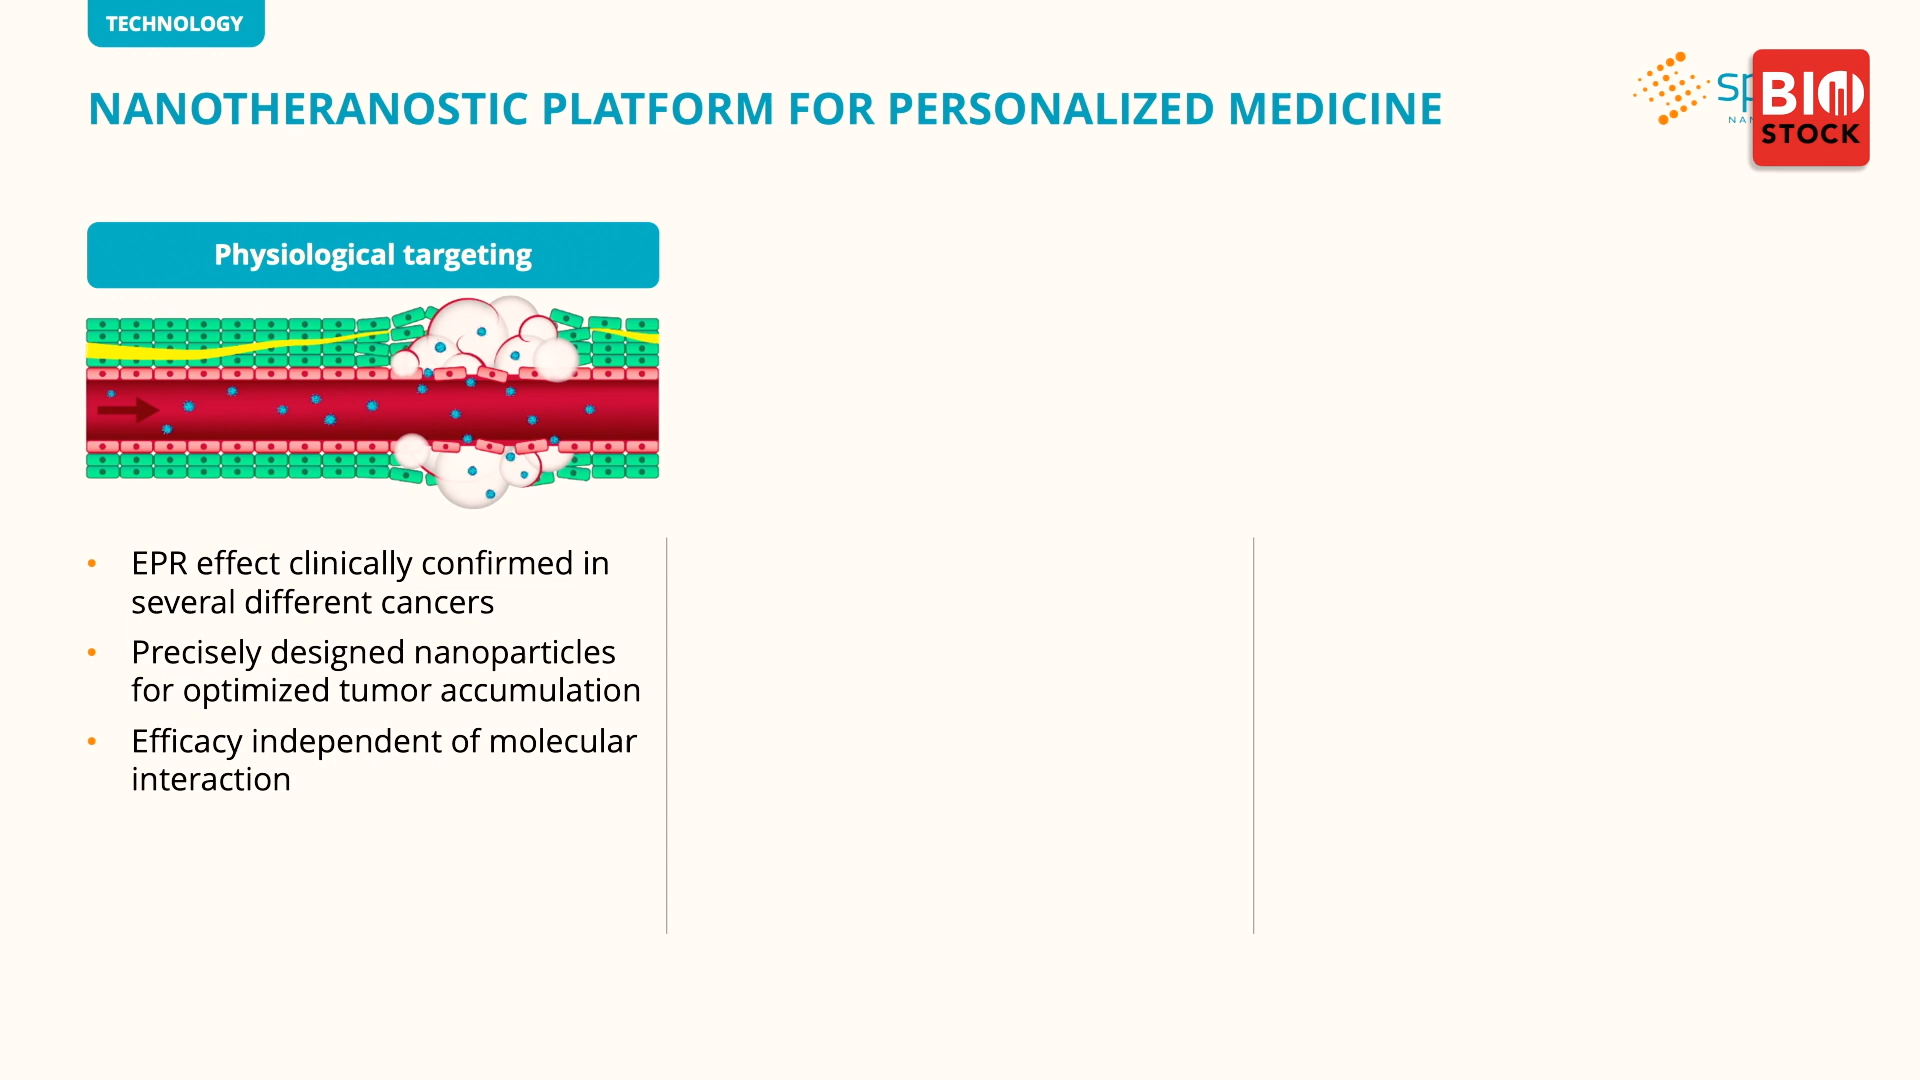 TECHNOLOGY
NANOTHERANOSTIC PLATFORM FOR PERSONALIZED MEDICINE
BIO
STOCK
Physiological targeting
• EPR effect clinically confirmed in
several different cancers
• Precisely designed nanoparticles
for optimized tumor accumulation
• Efficacy independent of molecular
interaction